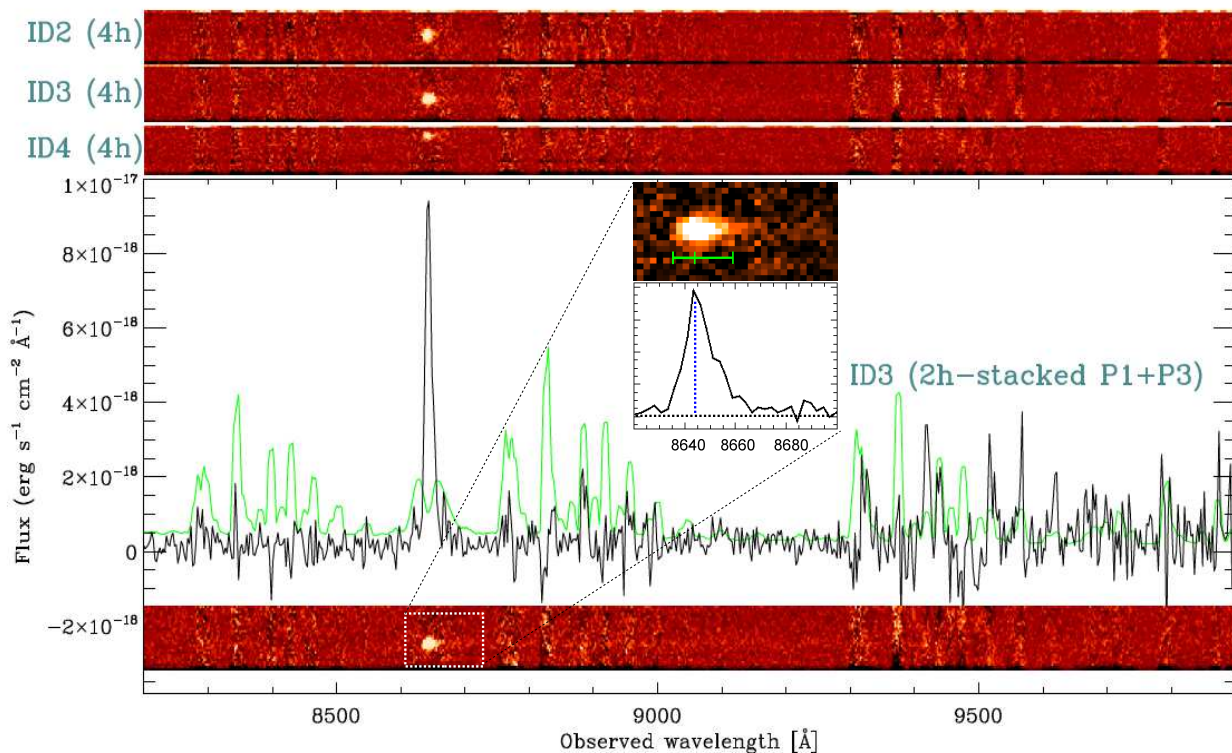 ID2 (4h)
ID3 (4h)
ID4 (4h)
1×10⁻¹⁷
8×10⁻¹⁸
6×10⁻¹⁸
4×10⁻¹⁸
2×10⁻¹⁸
0
−2×10⁻¹⁸
Flux (erg s⁻¹ cm⁻² Å⁻¹)
8640 8660 8680
ID3 (2h−stacked P1+P3)
8500 9000 9500
Observed wavelength [Å]